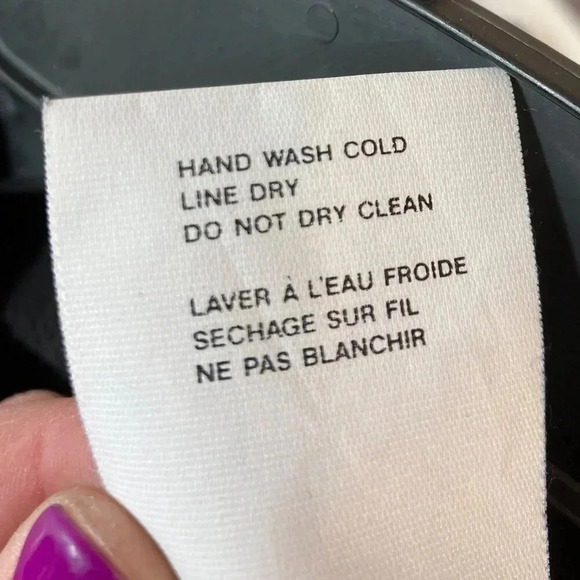 HAND WASH COLD
LINE DRY
DO NOT DRY CLEAN
LAVER À L'EAU FROIDE
SECHAGE SUR FIL
NE PAS BLANCHIR